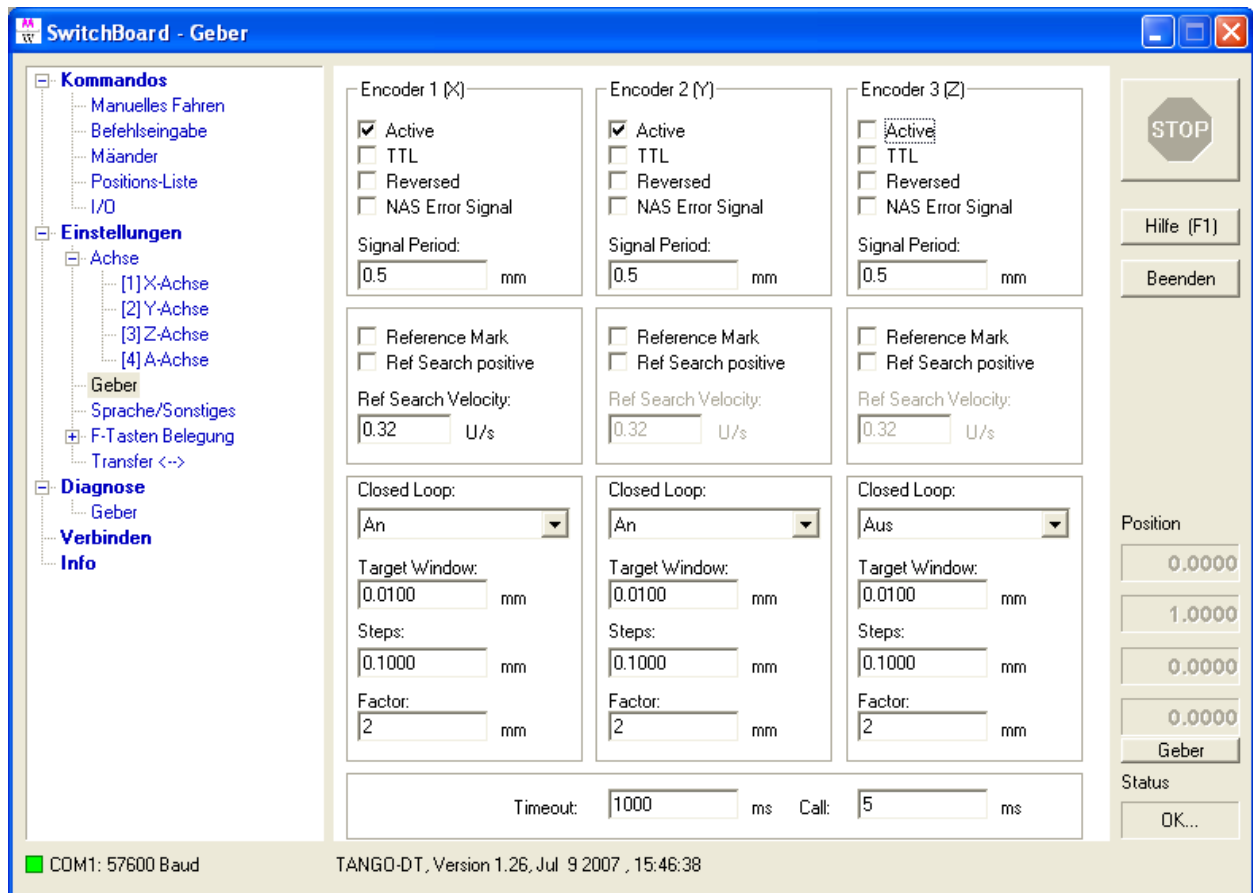 SwitchBoard - Geber
Kommandos
Manuelles Fahren
Befehlseingabe
Mäander
Positions-Liste
I/O
Einstellungen
Achse
[1] X-Achse
[2] Y-Achse
[3] Z-Achse
[4] A-Achse
Geber
Sprache/Sonstiges
F-Tasten Belegung
Transfer <-->
Diagnose
Geber
Verbinden
Info
Encoder 1 (X)
Active
TTL
Reversed
NAS Error Signal
Signal Period:
0.5 mm
Reference Mark
Ref Search positive
Ref Search Velocity:
0.32 U/s
Closed Loop:
An
Target Window:
0.0100 mm
Steps:
0.1000 mm
Factor:
2 mm
Encoder 2 (Y)
Active
TTL
Reversed
NAS Error Signal
Signal Period:
0.5 mm
Reference Mark
Ref Search positive
Ref Search Velocity:
0.32 U/s
Closed Loop:
An
Target Window:
0.0100 mm
Steps:
0.1000 mm
Factor:
2 mm
Encoder 3 (Z)
Active
TTL
Reversed
NAS Error Signal
Signal Period:
0.5 mm
Reference Mark
Ref Search positive
Ref Search Velocity:
0.32 U/s
Closed Loop:
Aus
Target Window:
0.0100 mm
Steps:
0.1000 mm
Factor:
2 mm
Timeout: 1000 ms Call: 5 ms
STOP
Hilfe (F1)
Beenden
Position
0.0000
1.0000
0.0000
0.0000
Geber
Status
OK...
COM1: 57600 Baud
TANGO-DT, Version 1.26, Jul 9 2007 , 15:46:38